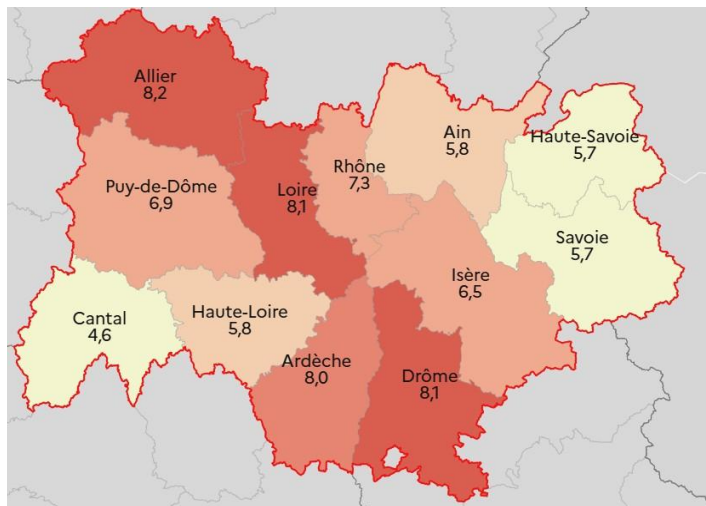 Allier
8,2
Ain
5,8
Haute-Savoie
5,7
Rhône
7,3
Puy-de-Dôme
6,9
Loire
8,1
Savoie
5,7
Isère
6,5
Cantal
4,6
Haute-Loire
5,8
Ardèche
8,0
Drôme
8,1